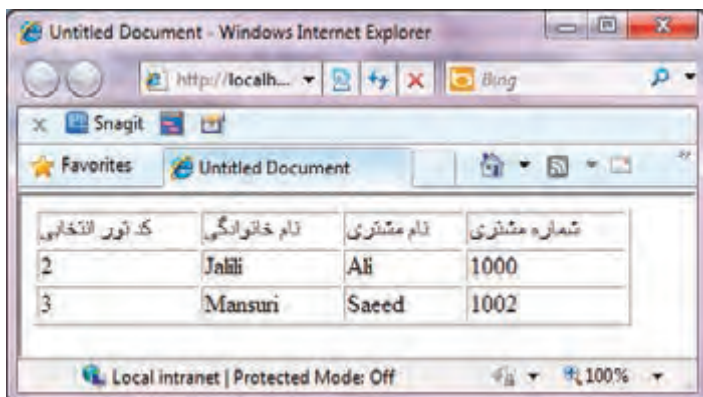 Untitled Document - Windows Internet Explorer
http://localh... Bing
x Snagit
Favorites Untitled Document
کد تور انتخابی نام خانوادگی نام مشتری شماره مشتری
2 Jalili Ali 1000
3 Mansuri Saeed 1002
Local intranet | Protected Mode: Off 100%